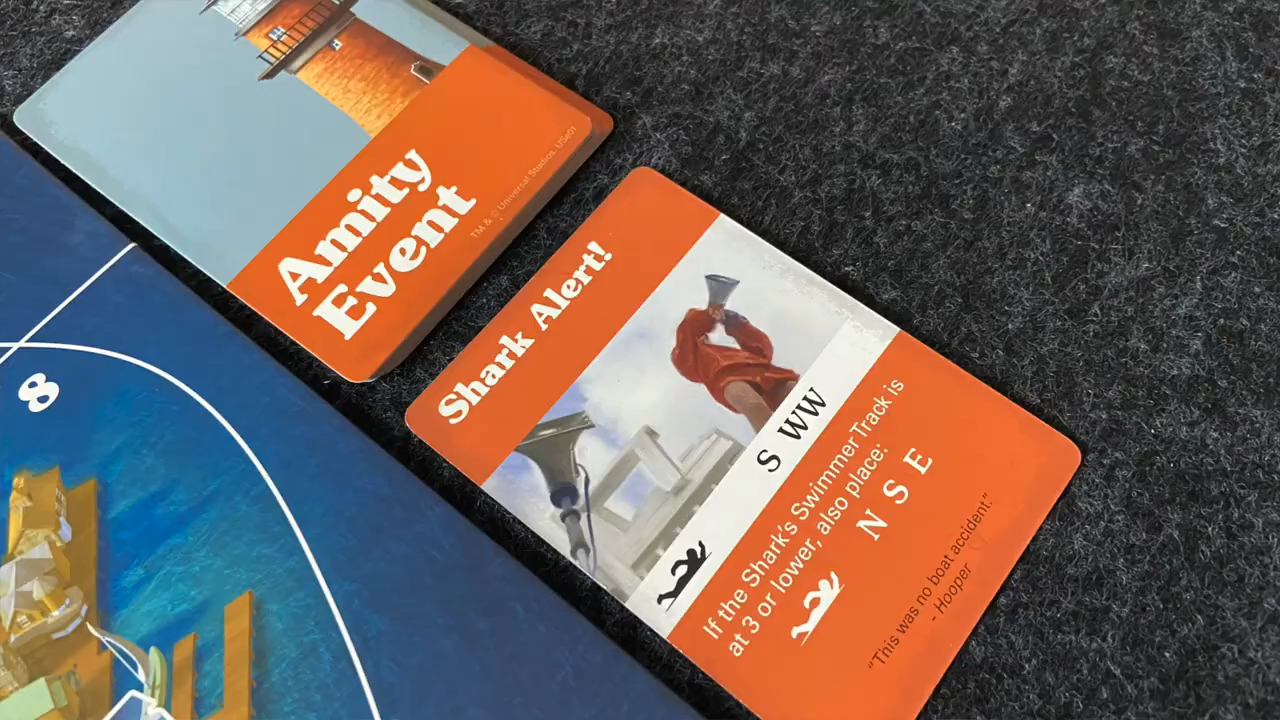 Amity
Event
TM & © Universal Studios. USe01
8
Shark Alert!
S WW
If the Shark's Swimmer Track is
at 3 or lower, also place:
N S E
"This was no boat accident."
- Hooper